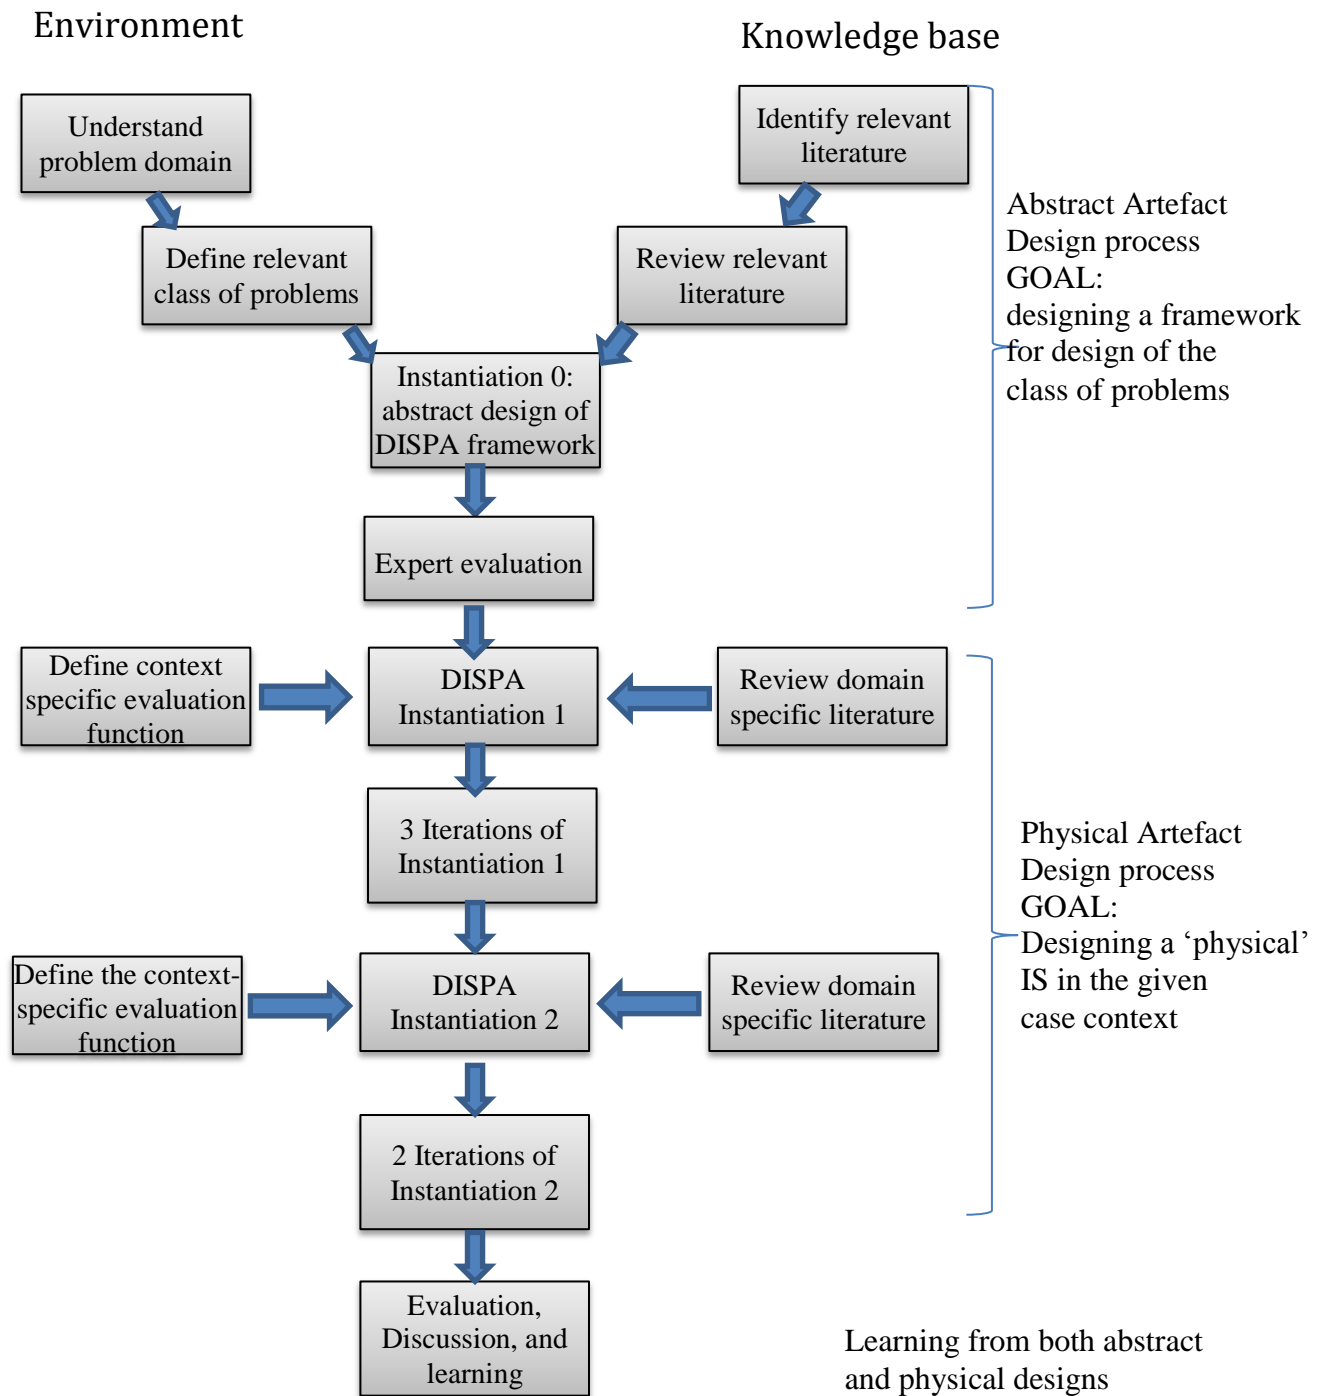 Environment
Knowledge base
Understand
problem domain
Identify relevant
literature
Define relevant
class of problems
Review relevant
literature
Abstract Artefact
Design process
GOAL:
designing a framework
for design of the
class of problems
Instantiation 0:
abstract design of
DISPA framework
Expert evaluation
Define context
specific evaluation
function
DISPA
Instantiation 1
Review domain
specific literature
3 Iterations of
Instantiation 1
Physical Artefact
Design process
GOAL:
Designing a ‘physical’
IS in the given
case context
Define the context-
specific evaluation
function
DISPA
Instantiation 2
Review domain
specific literature
2 Iterations of
Instantiation 2
Evaluation,
Discussion, and
learning
Learning from both abstract
and physical designs